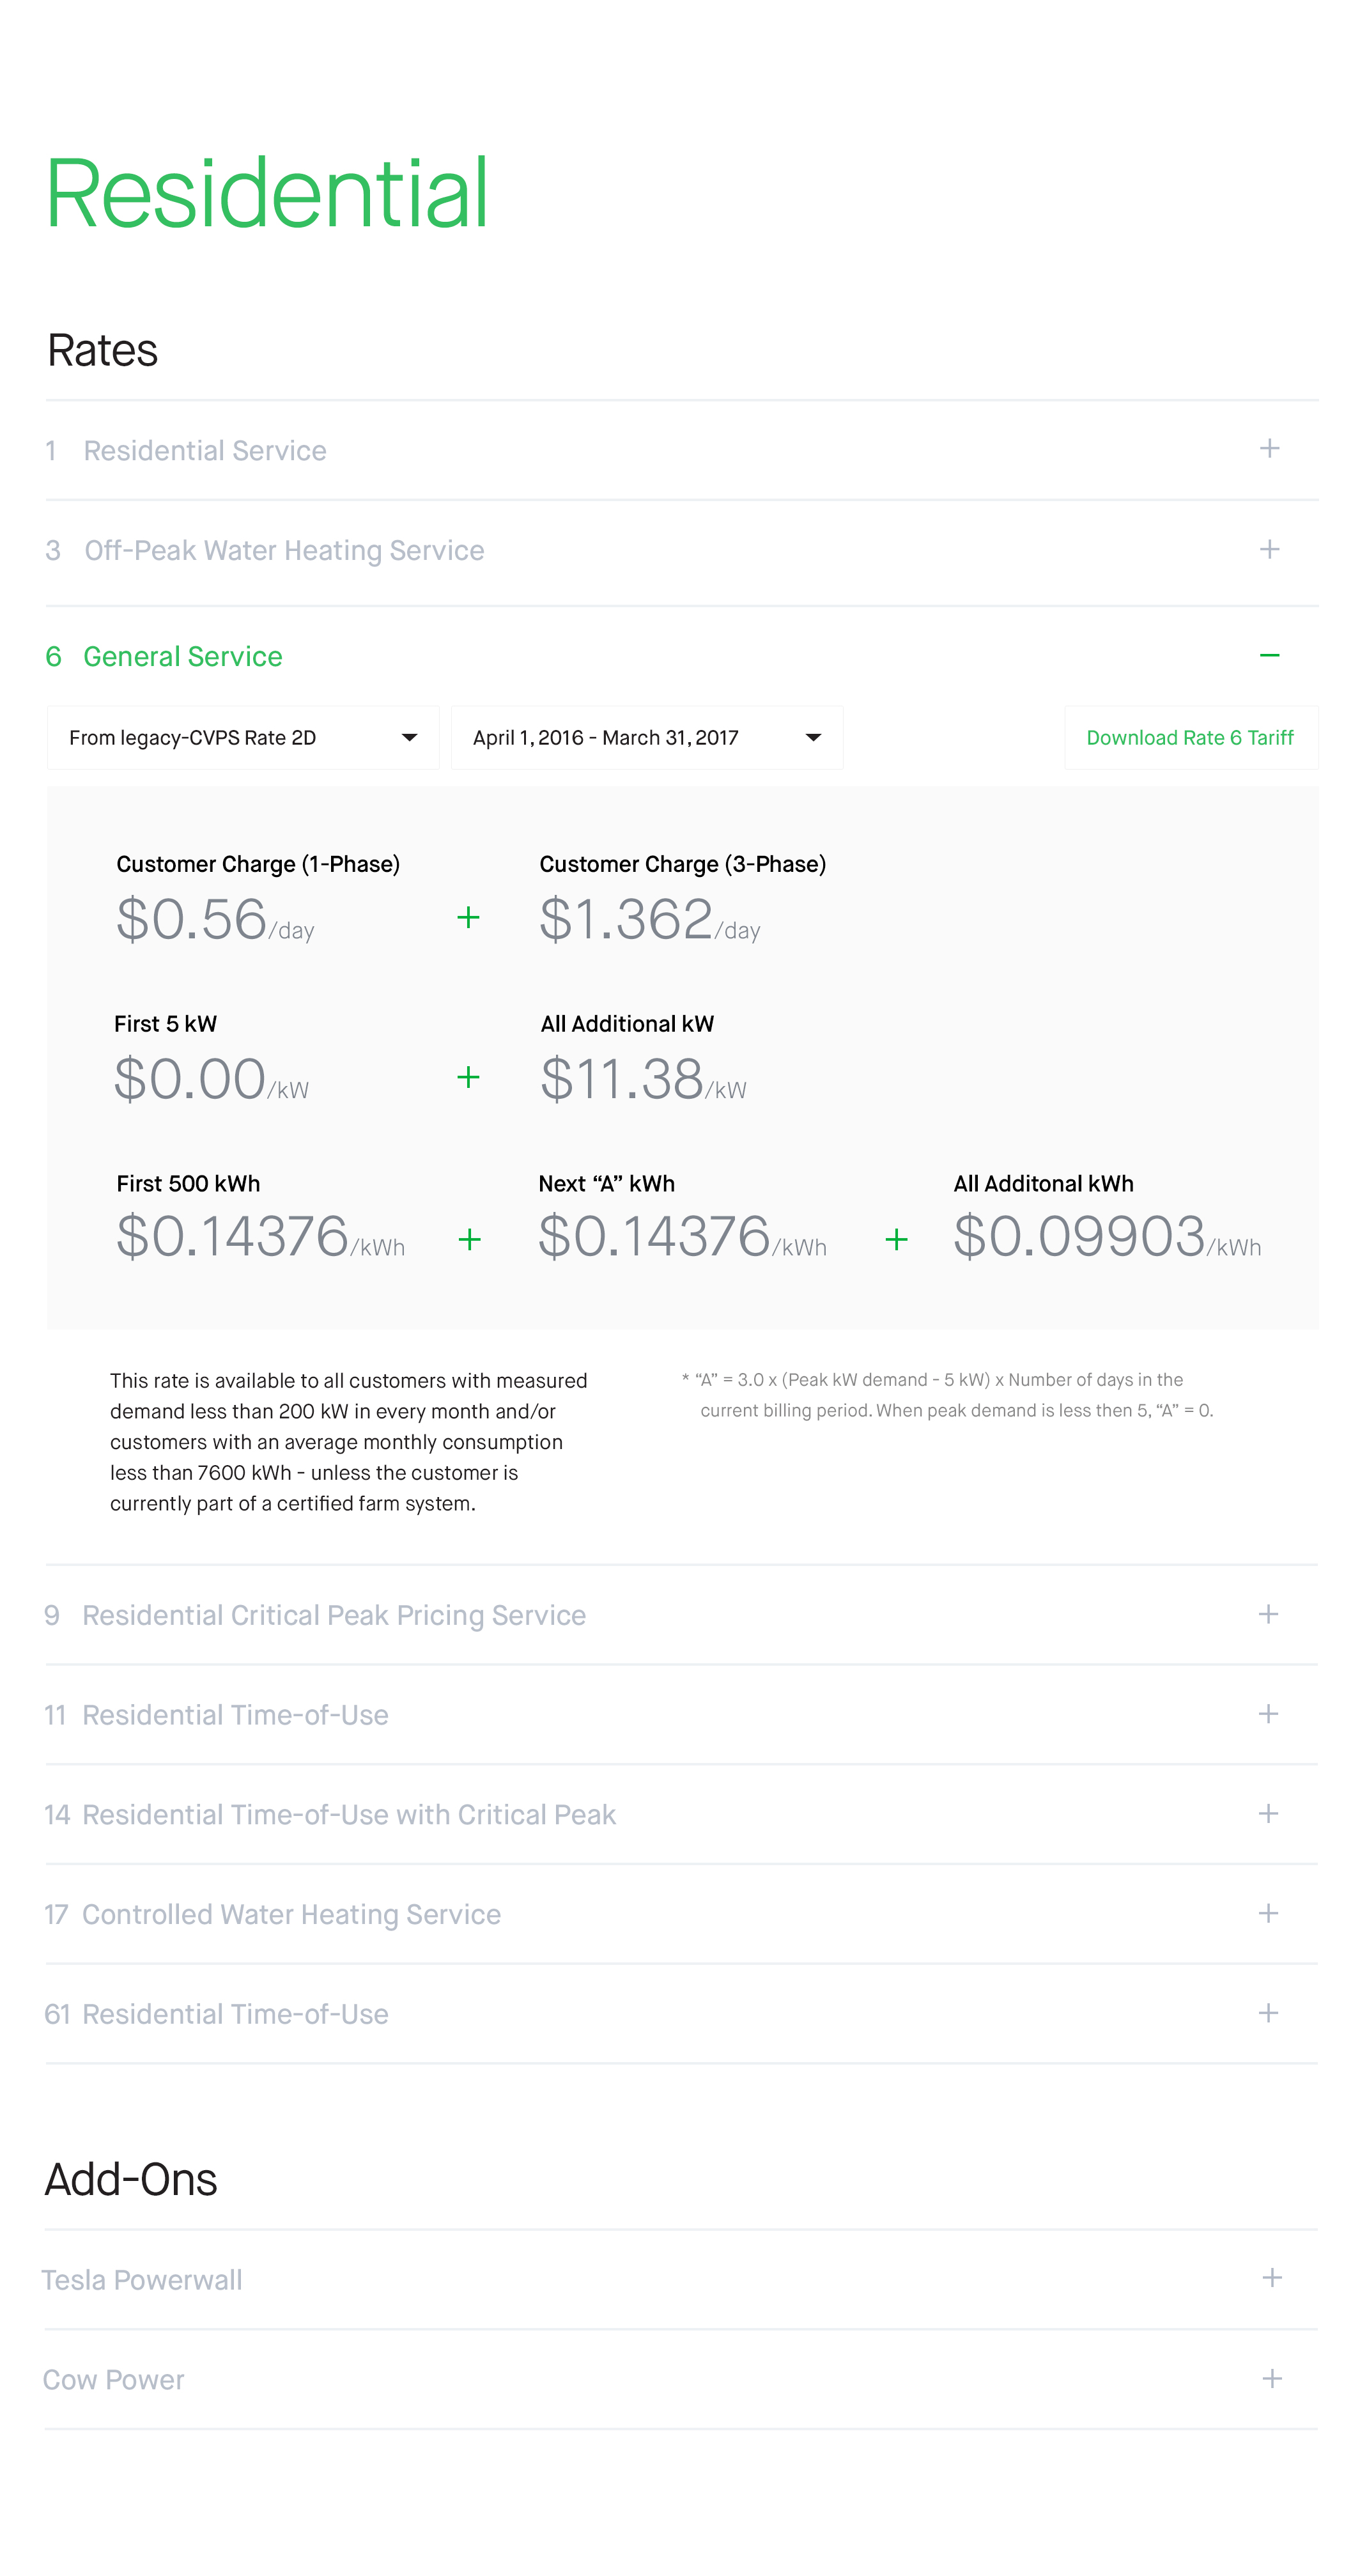 Residential
Rates
1 Residential Service +
3 Off-Peak Water Heating Service +
6 General Service −
From legacy-CVPS Rate 2D
April 1, 2016 - March 31, 2017
Download Rate 6 Tariff
Customer Charge (1-Phase) Customer Charge (3-Phase)
$0.56/day + $1.362/day
First 5 kW All Additional kW
$0.00/kW + $11.38/kW
First 500 kWh Next “A” kWh All Additonal kWh
$0.14376/kWh + $0.14376/kWh + $0.09903/kWh
This rate is available to all customers with measured
demand less than 200 kW in every month and/or
customers with an average monthly consumption
less than 7600 kWh - unless the customer is
currently part of a certified farm system.
* “A” = 3.0 x (Peak kW demand - 5 kW) x Number of days in the
current billing period. When peak demand is less then 5, “A” = 0.
9 Residential Critical Peak Pricing Service +
11 Residential Time-of-Use +
14 Residential Time-of-Use with Critical Peak +
17 Controlled Water Heating Service +
61 Residential Time-of-Use +
Add-Ons
Tesla Powerwall +
Cow Power +